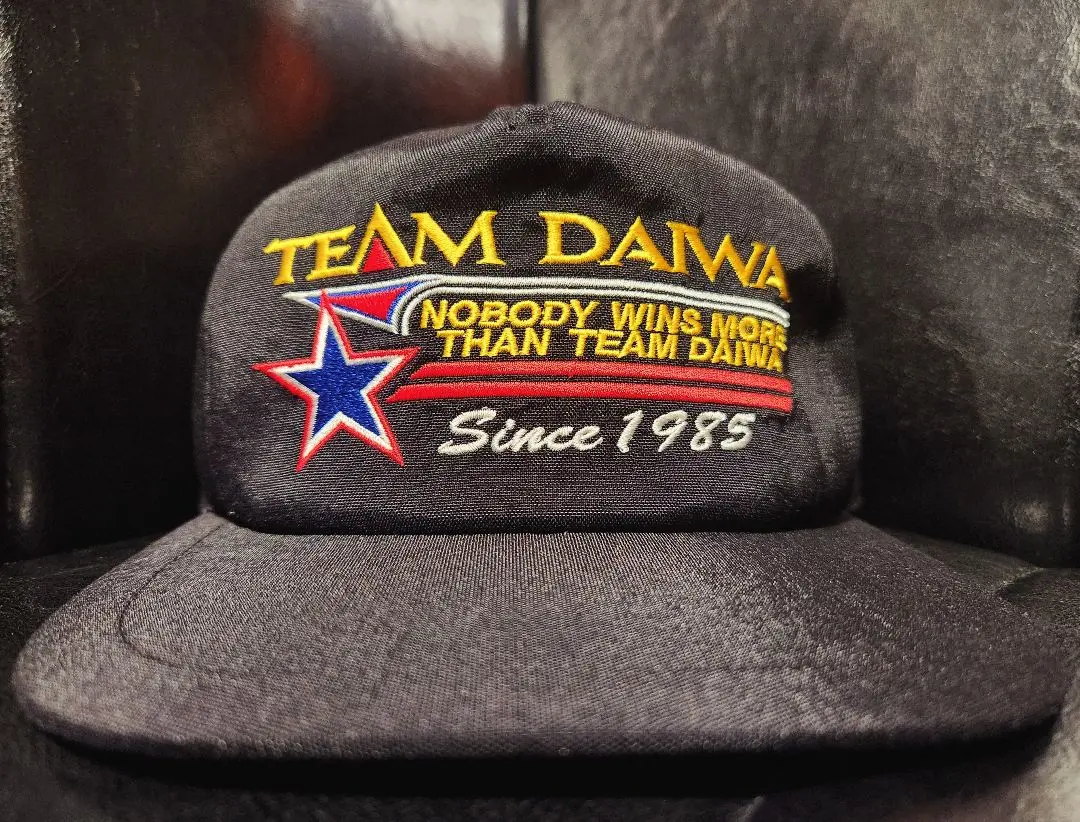 TEAM DAIWA
NOBODY WINS MORE
THAN TEAM DAIWA
Since 1985